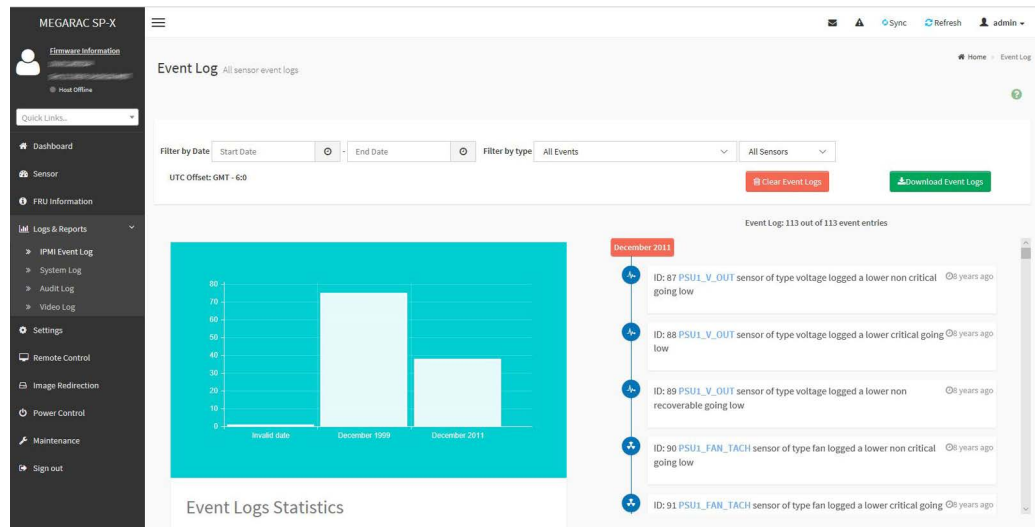 MEGARAC SP-X
Sync
Refresh
admin
Firmware Information
Host Offline
Quick Links..
Dashboard
Sensor
FRU Information
Logs & Reports
IPMI Event Log
System Log
Audit Log
Video Log
Settings
Remote Control
Image Redirection
Power Control
Maintenance
Sign out
Event Log All sensor event logs
Home
Event Log
Filter by Date
Start Date
-
End Date
Filter by type
All Events
All Sensors
UTC Offset: GMT - 6:0
Clear Event Logs
Download Event Logs
Event Log: 113 out of 113 event entries
80
70
60
50
40
30
20
10
0
Invalid date
December 1999
December 2011
Event Logs Statistics
December 2011
ID: 87 PSU1_V_OUT sensor of type voltage logged a lower non critical
going low
8 years ago
ID: 88 PSU1_V_OUT sensor of type voltage logged a lower critical going
low
8 years ago
ID: 89 PSU1_V_OUT sensor of type voltage logged a lower non
recoverable going low
8 years ago
ID: 90 PSU1_FAN_TACH sensor of type fan logged a lower non critical
going low
8 years ago
ID: 91 PSU1_FAN_TACH sensor of type fan logged a lower critical going
8 years ago